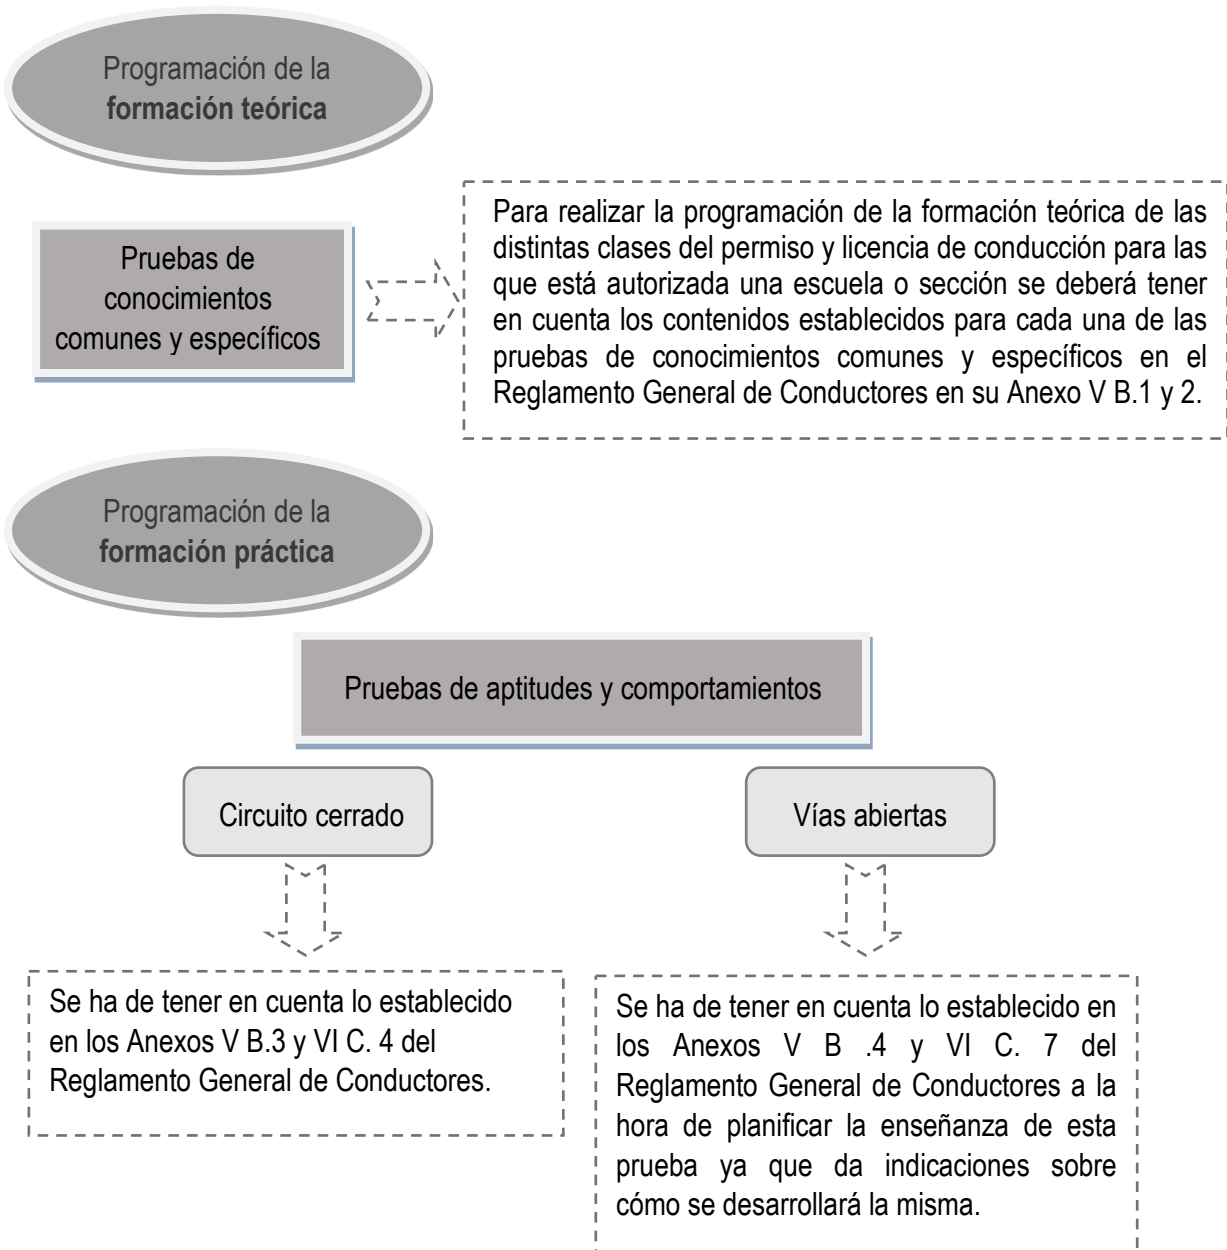 Programación de la
formación teórica
Pruebas de
conocimientos
comunes y específicos
Para realizar la programación de la formación teórica de las
distintas clases del permiso y licencia de conducción para las
que está autorizada una escuela o sección se deberá tener
en cuenta los contenidos establecidos para cada una de las
pruebas de conocimientos comunes y específicos en el
Reglamento General de Conductores en su Anexo V B.1 y 2.
Programación de la
formación práctica
Pruebas de aptitudes y comportamientos
Circuito cerrado
Vías abiertas
Se ha de tener en cuenta lo establecido
en los Anexos V B.3 y VI C. 4 del
Reglamento General de Conductores.
Se ha de tener en cuenta lo establecido en
los Anexos V B .4 y VI C. 7 del
Reglamento General de Conductores a la
hora de planificar la enseñanza de esta
prueba ya que da indicaciones sobre
cómo se desarrollará la misma.